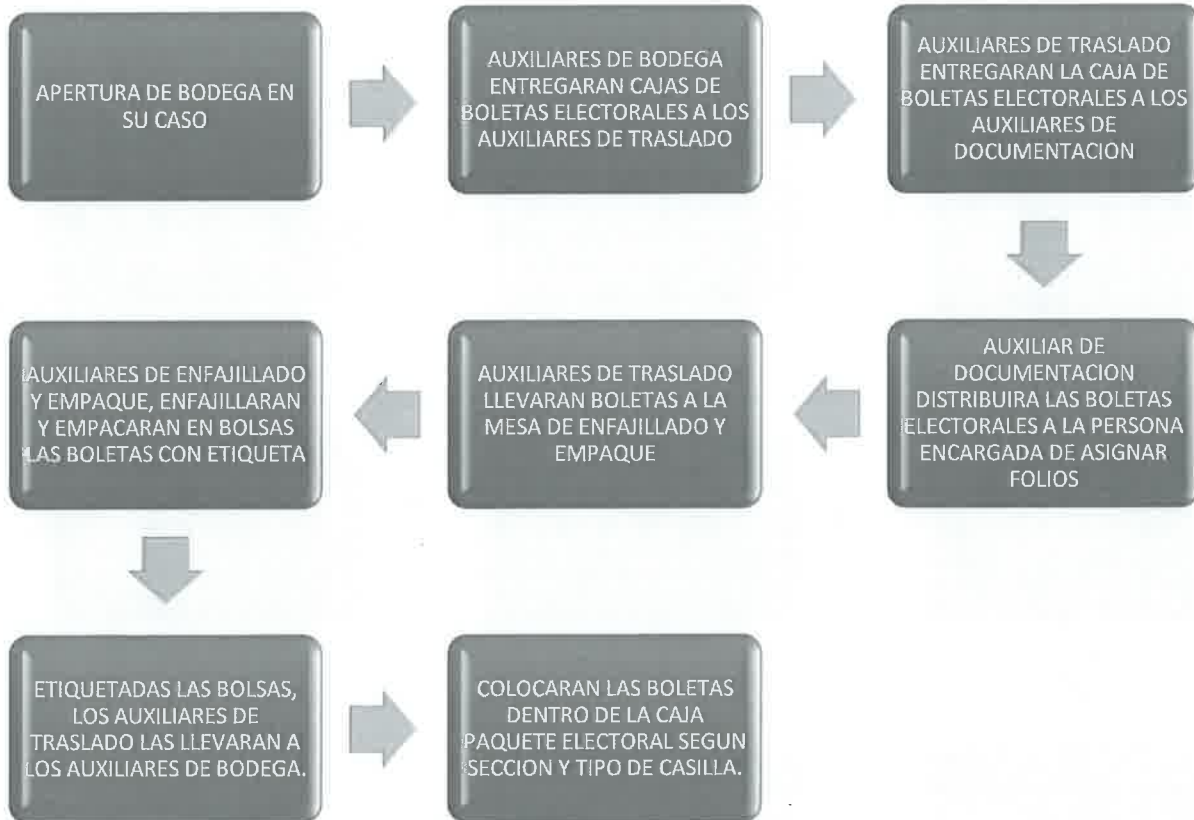 APERTURA DE BODEGA EN
SU CASO
AUXILIARES DE BODEGA
ENTREGARAN CAJAS DE
BOLETAS ELECTORALES A LOS
AUXILIARES DE TRASLADO
AUXILIARES DE TRASLADO
ENTREGARAN LA CAJA DE
BOLETAS ELECTORALES A LOS
AUXILIARES DE
DOCUMENTACION
AUXILIAR DE
DOCUMENTACION
DISTRIBUIRA LAS BOLETAS
ELECTORALES A LA PERSONA
ENCARGADA DE ASIGNAR
FOLIOS
AUXILIARES DE TRASLADO
LLEVARAN BOLETAS A LA
MESA DE ENFAJILLADO Y
EMPAQUE
AUXILIARES DE ENFAJILLADO
Y EMPAQUE, ENFAJILLARAN
Y EMPACARAN EN BOLSAS
LAS BOLETAS CON ETIQUETA
ETIQUETADAS LAS BOLSAS,
LOS AUXILIARES DE
TRASLADO LAS LLEVARAN A
LOS AUXILIARES DE BODEGA.
COLOCARAN LAS BOLETAS
DENTRO DE LA CAJA
PAQUETE ELECTORAL SEGUN
SECCION Y TIPO DE CASILLA.